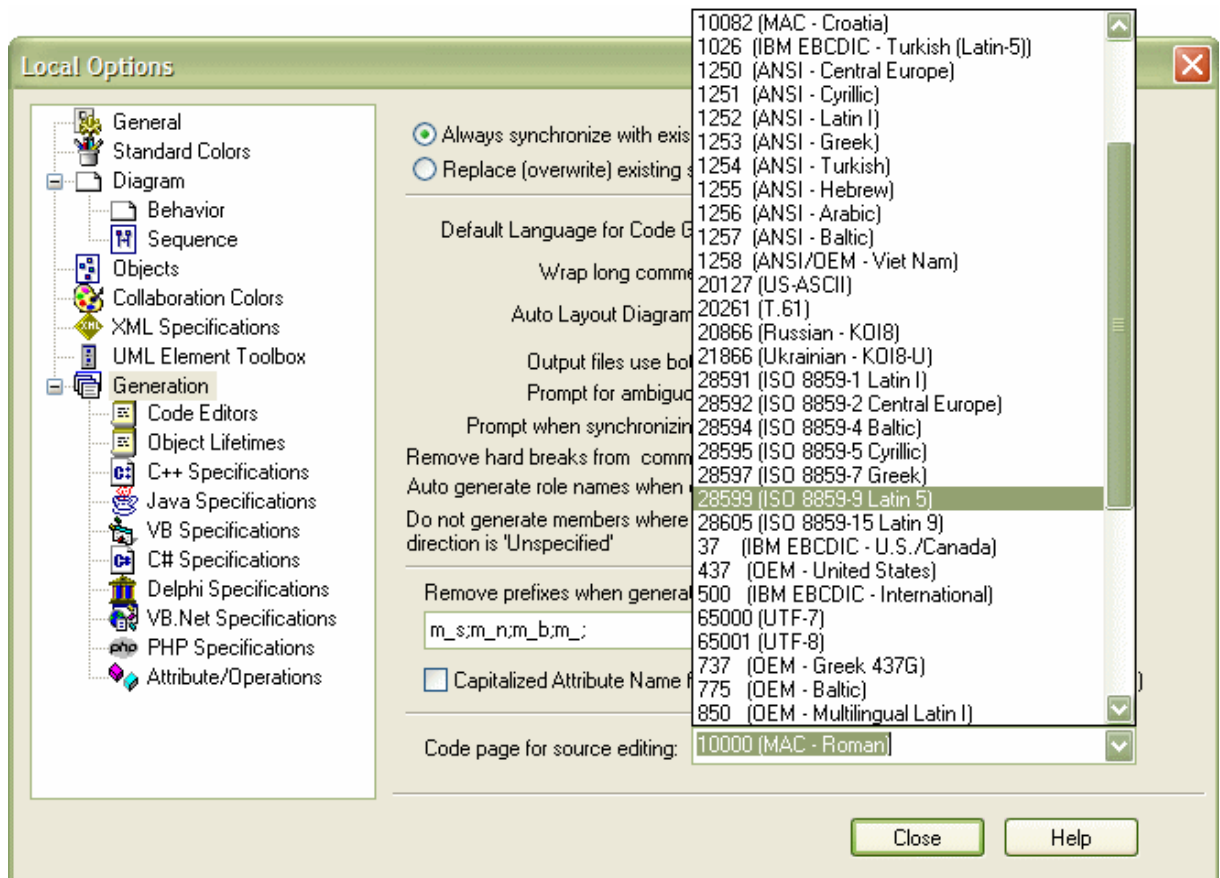 Local Options
General
Standard Colors
Diagram
Behavior
Sequence
Objects
Collaboration Colors
XML Specifications
UML Element Toolbox
Generation
Code Editors
Object Lifetimes
C++ Specifications
Java Specifications
VB Specifications
C# Specifications
Delphi Specifications
VB.Net Specifications
PHP Specifications
Attribute/Operations
Always synchronize with exis
Replace (overwrite) existing s
Default Language for Code G
Wrap long comme
Auto Layout Diagram
Output files use bo
Prompt for ambiguo
Prompt when synchronizin
Remove hard breaks from comm
Auto generate role names when
Do not generate members where
direction is 'Unspecified'
Remove prefixes when genera
m_s;m_n;m_b;m_;
Capitalized Attribute Name f
)
10082 (MAC - Croatia)
1026 (IBM EBCDIC - Turkish (Latin-5))
1250 (ANSI - Central Europe)
1251 (ANSI - Cyrillic)
1252 (ANSI - Latin I)
1253 (ANSI - Greek)
1254 (ANSI - Turkish)
1255 (ANSI - Hebrew)
1256 (ANSI - Arabic)
1257 (ANSI - Baltic)
1258 (ANSI/OEM - Viet Nam)
20127 (US-ASCII)
20261 (T.61)
20866 (Russian - KOI8)
21866 (Ukrainian - KOI8-U)
28591 (ISO 8859-1 Latin I)
28592 (ISO 8859-2 Central Europe)
28594 (ISO 8859-4 Baltic)
28595 (ISO 8859-5 Cyrillic)
28597 (ISO 8859-7 Greek)
28599 (ISO 8859-9 Latin 5)
28605 (ISO 8859-15 Latin 9)
37 (IBM EBCDIC - U.S./Canada)
437 (OEM - United States)
500 (IBM EBCDIC - International)
65000 (UTF-7)
65001 (UTF-8)
737 (OEM - Greek 437G)
775 (OEM - Baltic)
850 (OEM - Multilingual Latin I)
Code page for source editing: 10000 (MAC - Roman)
Close Help